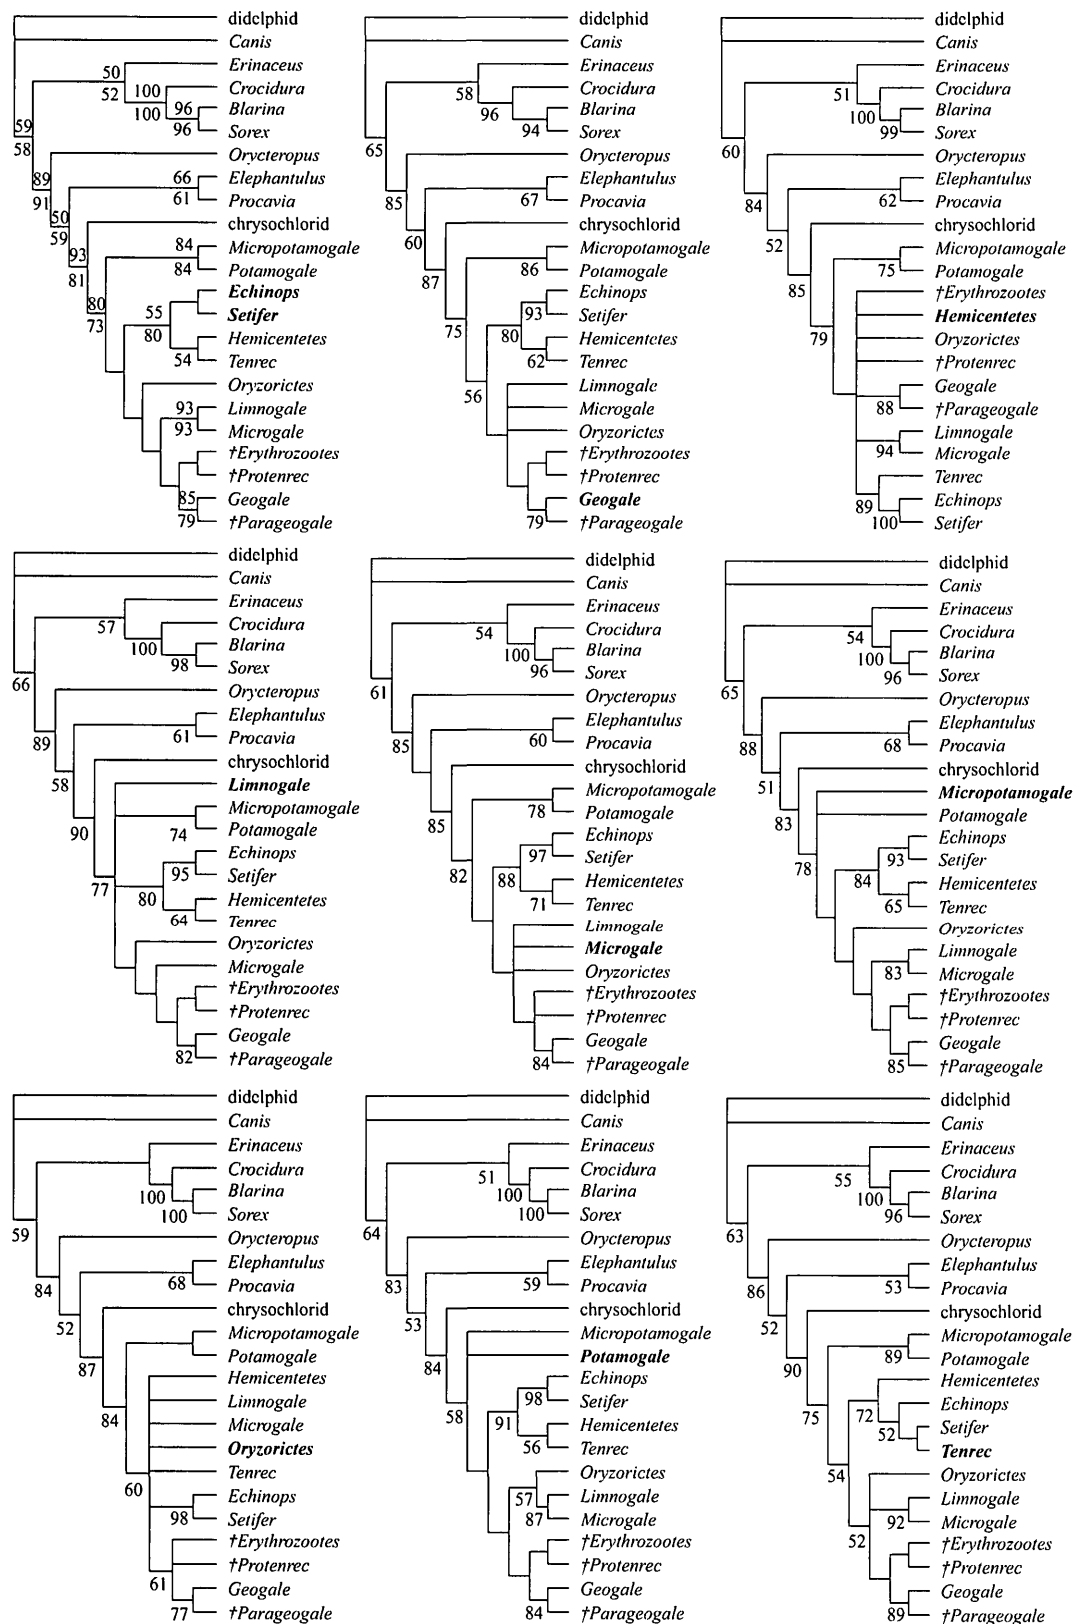 didelphid
Canis
50
Erinaceus
52
100
Crocidura
100
96
Blarina
96
Sorex
59
58
Orycteropus
89
66
Elephantulus
91
61
Procavia
50
59
chrysochlorid
93
84
Micropotamogale
81
84
Potamogale
80
Echinops
73
55
Setifer
80
Hemicentetes
54
Tenrec
Oryzorictes
93
Limnogale
93
Microgale
†Erythrozootes
†Protenrec
85
Geogale
79
†Parageogale
didelphid
Canis
Erinaceus
58
Crocidura
96
Blarina
94
Sorex
65
Orycteropus
85
Elephantulus
67
Procavia
60
chrysochlorid
Micropotamogale
86
Potamogale
87
Echinops
93
Setifer
75
80
Hemicentetes
62
Tenrec
56
Limnogale
Microgale
Oryzorictes
†Erythrozootes
†Protenrec
Geogale
79
†Parageogale
didelphid
Canis
Erinaceus
51
Crocidura
100
Blarina
99
Sorex
60
Orycteropus
84
Elephantulus
62
Procavia
52
chrysochlorid
Micropotamogale
75
Potamogale
85
†Erythrozootes
Hemicentetes
Oryzorictes
79
†Protenrec
Geogale
88
†Parageogale
Limnogale
94
Microgale
Tenrec
89
Echinops
100
Setifer
didelphid
Canis
Erinaceus
57
Crocidura
100
Blarina
98
Sorex
66
Orycteropus
Elephantulus
89
61
Procavia
58
chrysochlorid
Limnogale
Micropotamogale
90
74
Potamogale
Echinops
95
Setifer
77
80
Hemicentetes
64
Tenrec
Oryzorictes
Microgale
†Erythrozootes
†Protenrec
Geogale
82
†Parageogale
didelphid
Canis
Erinaceus
54
Crocidura
100
Blarina
96
Sorex
61
Orycteropus
Elephantulus
85
60
Procavia
chrysochlorid
Micropotamogale
85
78
Potamogale
Echinops
97
Setifer
82
88
Hemicentetes
71
Tenrec
Limnogale
Microgale
Oryzorictes
†Erythrozootes
†Protenrec
Geogale
84
†Parageogale
didelphid
Canis
Erinaceus
54
Crocidura
100
Blarina
96
Sorex
65
Orycteropus
Elephantulus
88
68
Procavia
chrysochlorid
51
Micropotamogale
83
Potamogale
Echinops
93
Setifer
78
84
Hemicentetes
65
Tenrec
Oryzorictes
Limnogale
83
Microgale
†Erythrozootes
†Protenrec
Geogale
85
†Parageogale
didelphid
Canis
Erinaceus
Crocidura
100
Blarina
100
Sorex
59
Orycteropus
Elephantulus
84
68
Procavia
chrysochlorid
52
Micropotamogale
Potamogale
87
Hemicentetes
Limnogale
84
Microgale
Oryzorictes
Tenrec
60
Echinops
98
Setifer
†Erythrozootes
†Protenrec
61
Geogale
77
†Parageogale
didelphid
Canis
Erinaceus
51
Crocidura
100
Blarina
100
Sorex
64
Orycteropus
Elephantulus
83
59
Procavia
chrysochlorid
53
Micropotamogale
Potamogale
84
Echinops
98
Setifer
58
91
Hemicentetes
56
Tenrec
Oryzorictes
57
Limnogale
87
Microgale
†Erythrozootes
†Protenrec
Geogale
84
†Parageogale
didelphid
Canis
Erinaceus
55
Crocidura
100
Blarina
96
Sorex
63
Orycteropus
Elephantulus
86
53
Procavia
52
chrysochlorid
Micropotamogale
89
Potamogale
90
Hemicentetes
Echinops
75
72
Setifer
52
Tenrec
54
Oryzorictes
Limnogale
92
Microgale
52
†Erythrozootes
†Protenrec
Geogale
89
†Parageogale